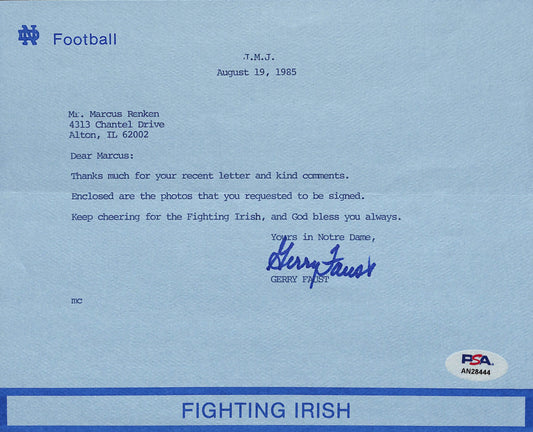 ND Football
J.M.J.
August 19, 1985
Mr. Marcus Renken
4313 Chantel Drive
Alton, IL 62002
Dear Marcus:
Thanks much for your recent letter and kind comments.
Enclosed are the photos that you requested to be signed.
Keep cheering for the Fighting Irish, and God bless you always.
Yours in Notre Dame,
Gerry Faust
GERRY FAUST
mc
PSA
AN28444
FIGHTING IRISH